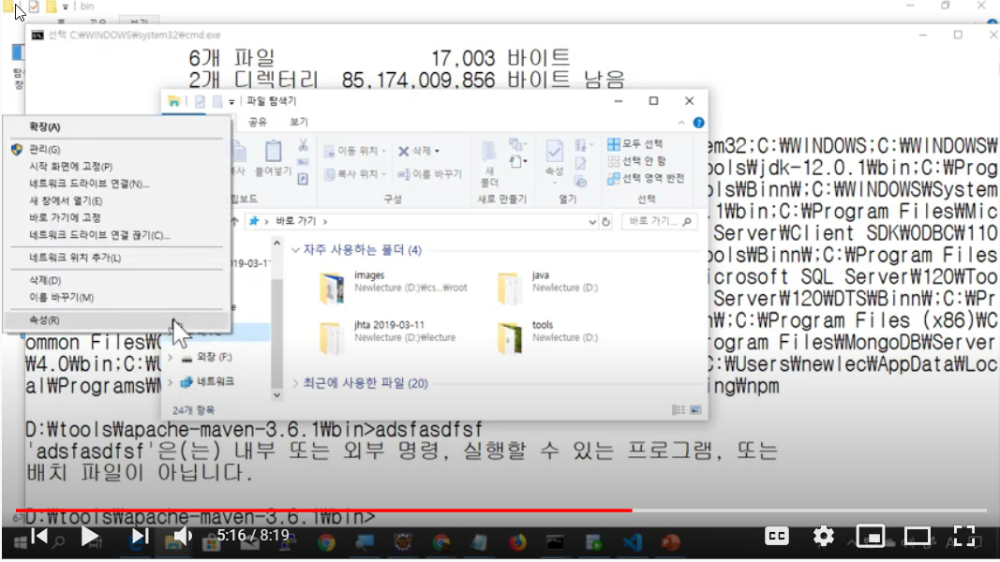 bin
선택 C:\WINDOWS\system32\cmd.exe
6개 파일 17,003 바이트
2개 디렉터리 85,174,009,856 바이트 남음
파일 탐색기
공유 보기
이동 위치
복사 위치
삭제
이름 바꾸기
붙여넣기
새 폴더
속성
모두 선택
선택 안 함
선택 영역 반전
구성
새로 만들기
열기
선택
바로 가기
바로 가기...
자주 사용하는 폴더 (4)
images
Newlecture (D:)\cs...\root
java
Newlecture (D:)
jhta 2019-03-11
Newlecture (D:)\lecture
tools
Newlecture (D:)
최근에 사용한 파일 (20)
외장 (F:)
네트워크
24개 항목
확장(A)
관리(G)
시작 화면에 고정(P)
네트워크 드라이브 연결(N)...
새 창에서 열기(E)
바로 가기에 고정
네트워크 드라이브 연결 끊기(C)...
네트워크 위치 추가(L)
삭제(D)
이름 바꾸기(M)
속성(R)
em32;C:\WINDOWS;C:\WINDOWS\
ools\jdk-12.0.1\bin;C:\Prog
ols\Binn\;C:\WINDOWS\System
.1\bin;C:\Program Files\Mic
Server\Client SDK\ODBC\110
ools\Binn\;C:\Program Files
icrosoft SQL Server\120\Too
Server\120\DTS\Binn\;C:\Pr
n\;C:\Program Files (x86)\C
ommon Files\ ogram Files\MongoDB\Server
\4.0\bin;C:\U C:\Users\newlec\AppData\Loc
al\Programs\M ing\npm
D:\tools\apache-maven-3.6.1\bin>adsfasdfsf
'adsfasdfsf'은(는) 내부 또는 외부 명령, 실행할 수 있는 프로그램, 또는
배치 파일이 아닙니다.
D:\tools\apache-maven-3.6.1\bin>
5:16 / 8:19
CC